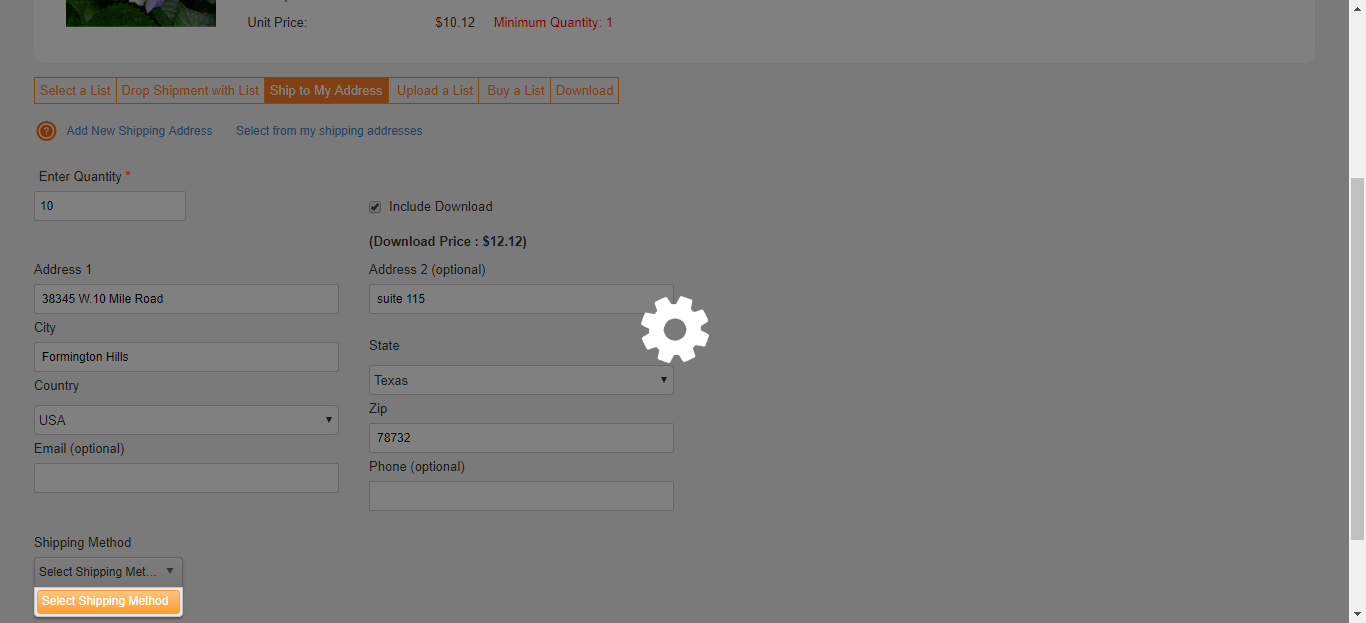 Unit Price: $10.12 Minimum Quantity: 1
Select a List Drop Shipment with List Ship to My Address Upload a List Buy a List Download
? Add New Shipping Address Select from my shipping addresses
Enter Quantity *
10
Include Download
(Download Price : $12.12)
Address 1
38345 W.10 Mile Road
Address 2 (optional)
suite 115
City
Formington Hills
State
Texas
Country
USA
Zip
78732
Email (optional)
Phone (optional)
Shipping Method
Select Shipping Met...
Select Shipping Method